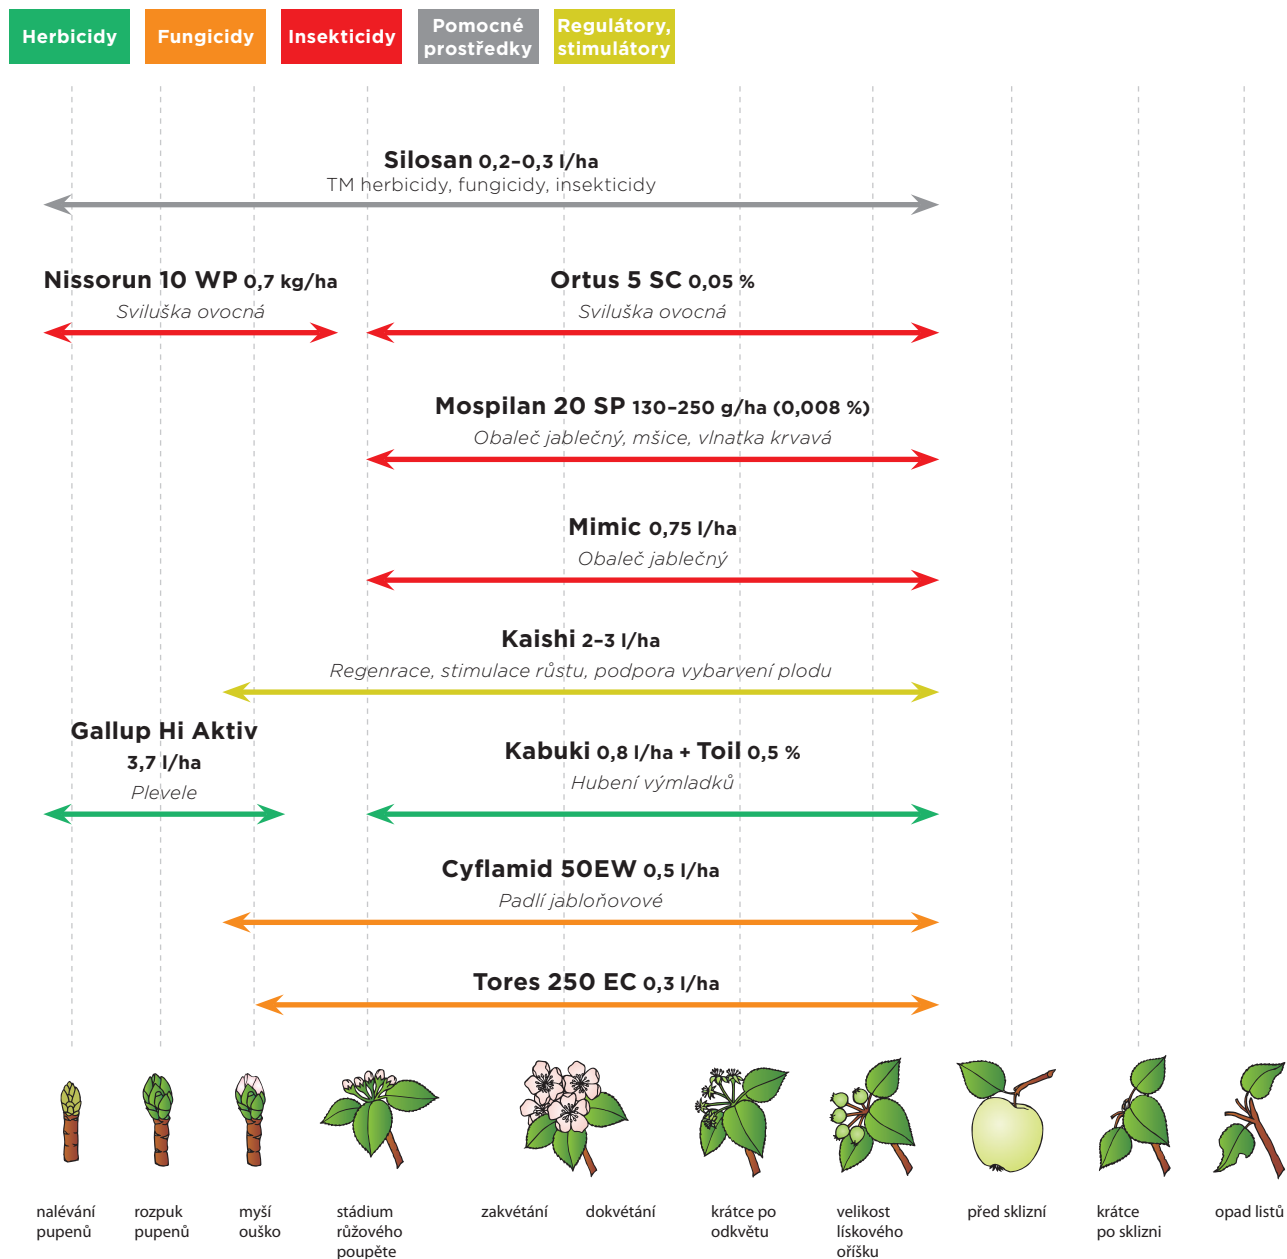 Herbicidy
Fungicidy
Insekticidy
Pomocné
prostředky
Regulátory,
stimulátory
Silosan 0,2–0,3 l/ha
TM herbicidy, fungicidy, insekticidy
Nissorun 10 WP 0,7 kg/ha
Sviluška ovocná
Ortus 5 SC 0,05 %
Sviluška ovocná
Mospilan 20 SP 130–250 g/ha (0,008 %)
Obaleč jablečný, mšice, vlnatka krvavá
Mimic 0,75 l/ha
Obaleč jablečný
Kaishi 2–3 l/ha
Regenrace, stimulace růstu, podpora vybarvení plodu
Gallup Hi Aktiv
3,7 l/ha
Plevele
Kabuki 0,8 l/ha + Toil 0,5 %
Hubení výmladků
Cyflamid 50EW 0,5 l/ha
Padlí jabloňovové
Tores 250 EC 0,3 l/ha
nalévání
pupenů
rozpuk
pupenů
myší
ouško
stádium
růžového
poupěte
zakvétání
dokvétání
krátce po
odkvětu
velikost
lískového
oříšku
před sklizní
krátce
po sklizni
opad listů